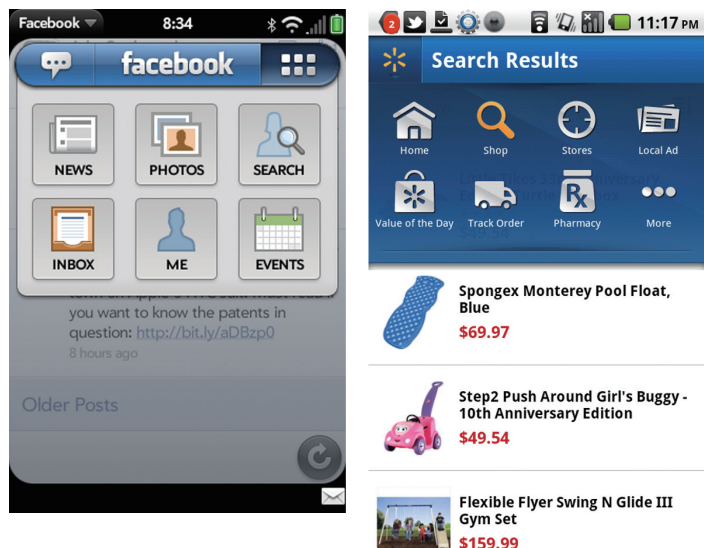 Facebook
8:34
facebook
NEWS
PHOTOS
SEARCH
INBOX
ME
EVENTS
you want to know the patents in
question: http://bit.ly/aDBzp0
8 hours ago
Older Posts
2
11:17 PM
Search Results
Home
Shop
Stores
Local Ad
Value of the Day
Track Order
Rx
Pharmacy
More
Spongex Monterey Pool Float,
Blue
$69.97
Step2 Push Around Girl's Buggy -
10th Anniversary Edition
$49.54
Flexible Flyer Swing N Glide III
Gym Set
$159.99